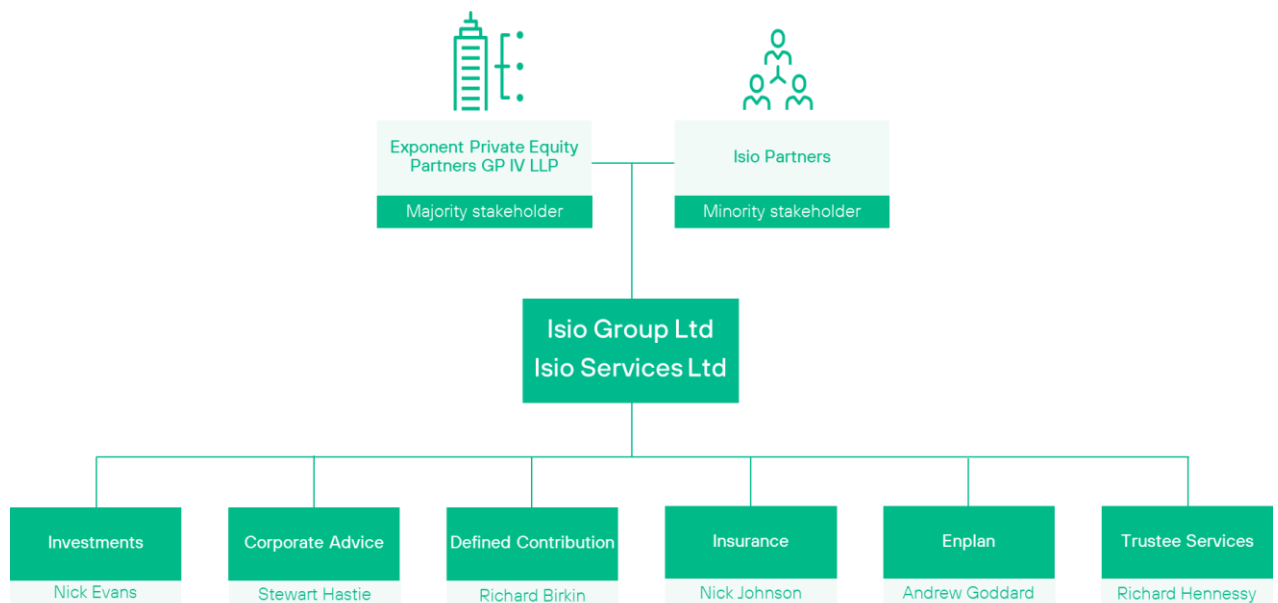 Exponent Private Equity
Partners GP IV LLP
Majority stakeholder
Isio Partners
Minority stakeholder
Isio Group Ltd
Isio Services Ltd
Investments
Nick Evans
Corporate Advice
Stewart Hastie
Defined Contribution
Richard Birkin
Insurance
Nick Johnson
Enplan
Andrew Goddard
Trustee Services
Richard Hennessy